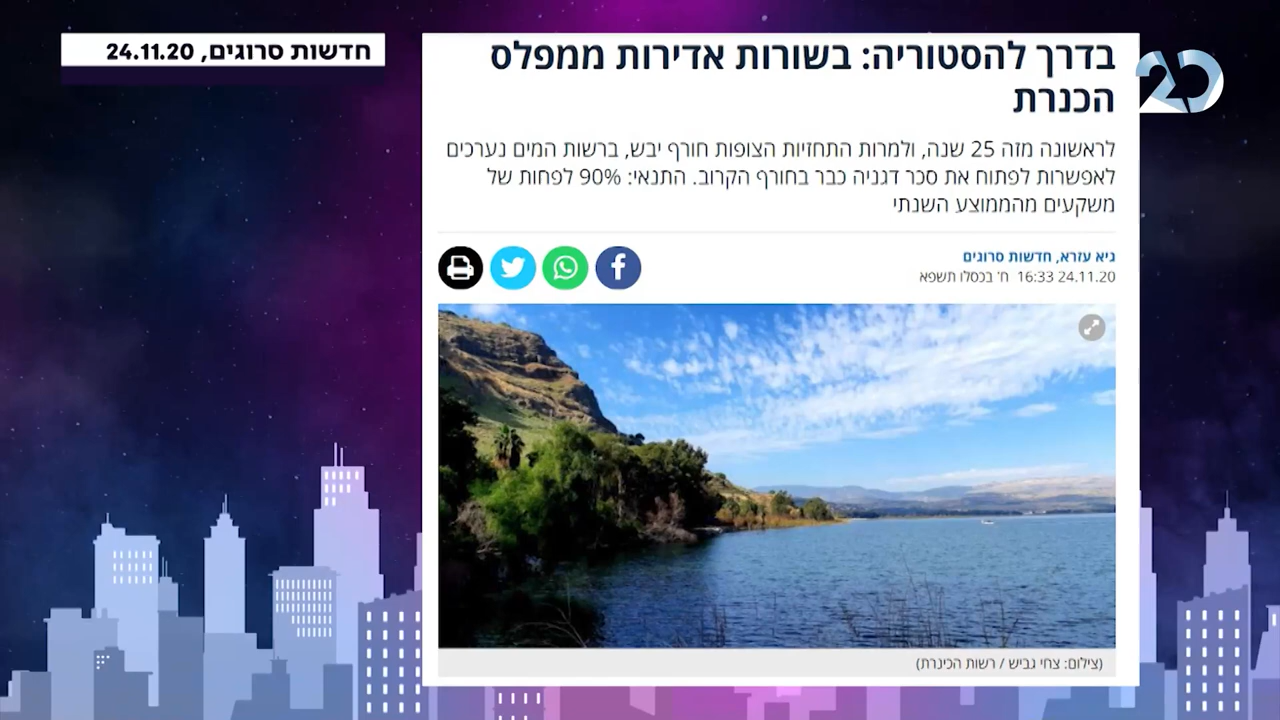 חדשות סרוגים, 24.11.20
20
בדרך להסטוריה: בשורות אדירות ממפלס
הכנרת
לראשונה מזה 25 שנה, ולמרות התחזיות הצופות חורף יבש, ברשות המים נערכים
לאפשרות לפתוח את סכר דגניה כבר בחורף הקרוב. התנאי: 90% לפחות של
משקעים מהממוצע השנתי
גיא עזרא, חדשות סרוגים
24.11.20 16:33 ח' בכסלו תשפא
(צילום: צחי גביש / רשות הכינרת)